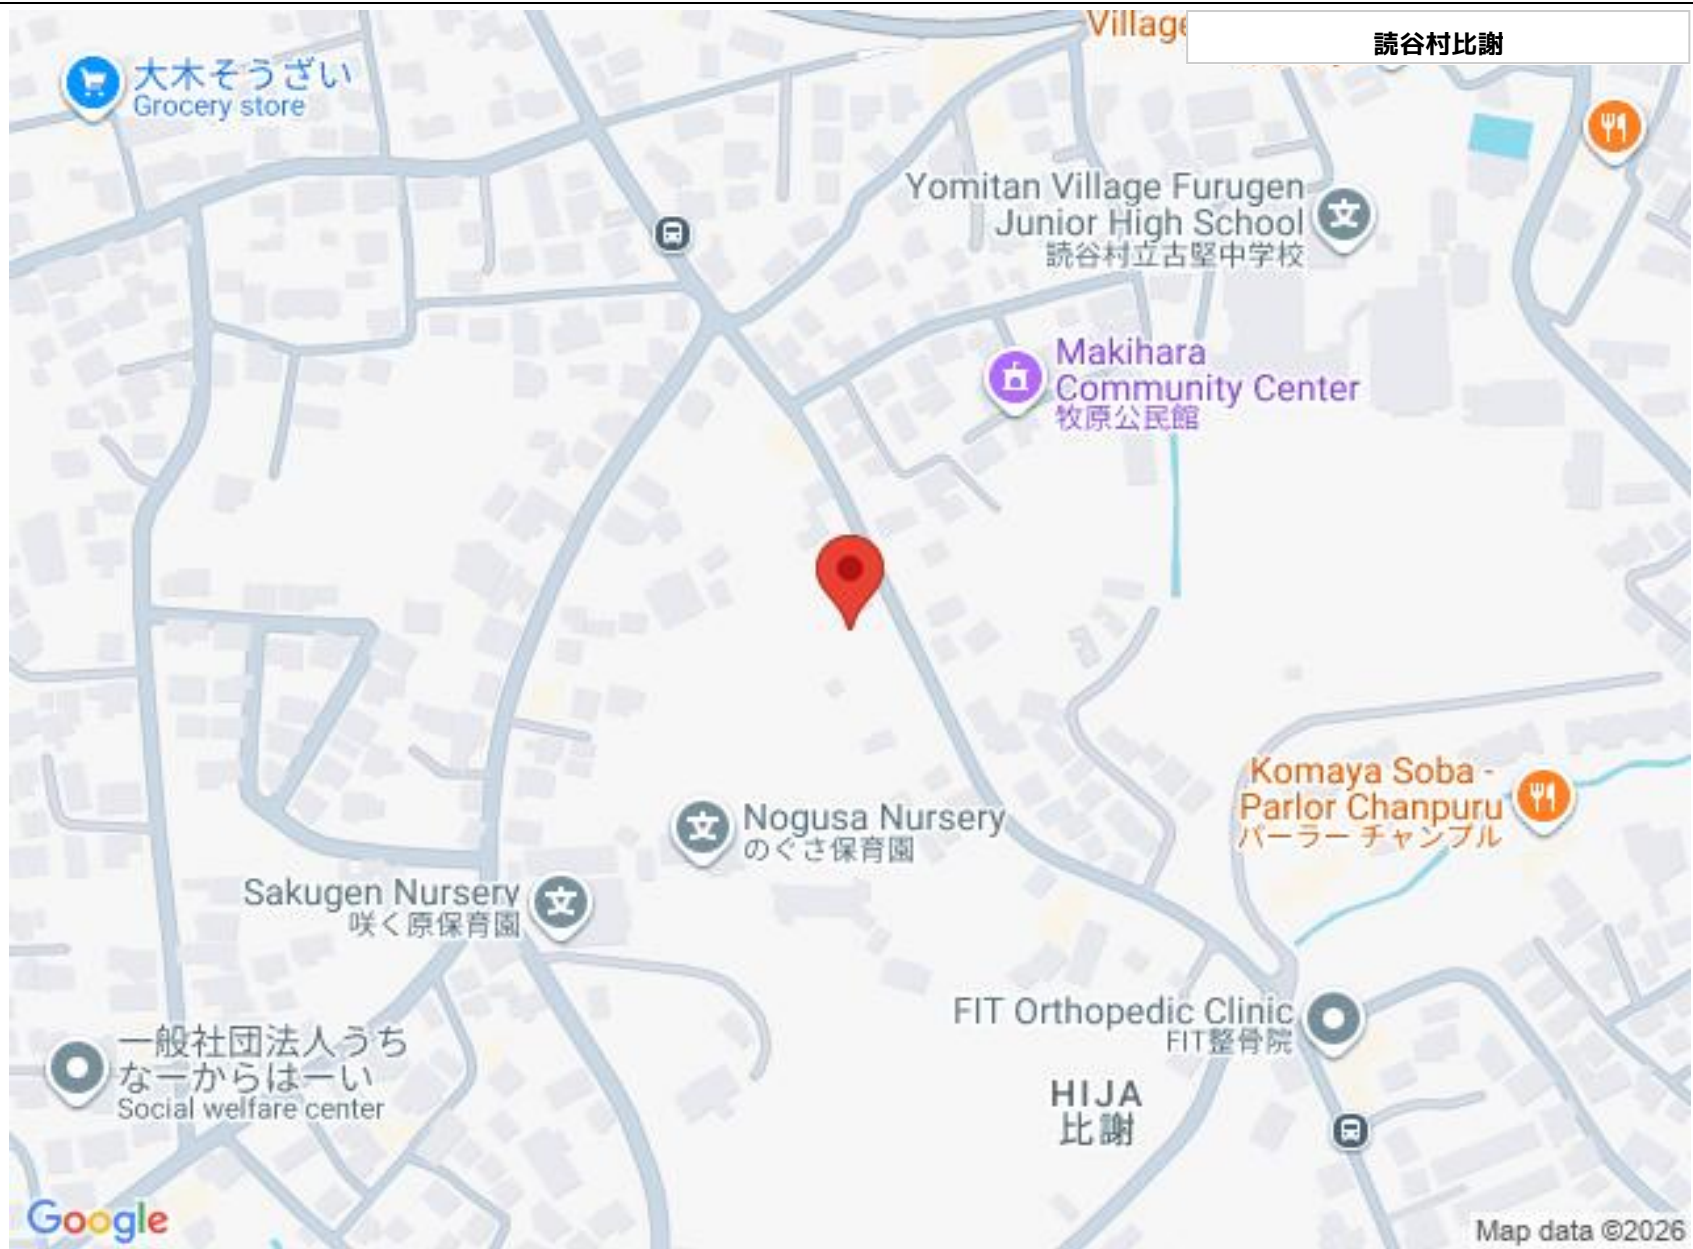 Village
読谷村比謝
大木そうざい
Grocery store
Yomitan Village Furugen
Junior High School
読谷村立古堅中学校
Makihara
Community Center
牧原公民館
Komaya Soba -
Parlor Chanpuru
パーラー チャンプル
Nogusa Nursery
のぐさ保育園
Sakugen Nursery
咲く原保育園
FIT Orthopedic Clinic
FIT整骨院
一般社団法人うち
なーからはーい
Social welfare center
HIJA
比謝
Google
Map data ©2026